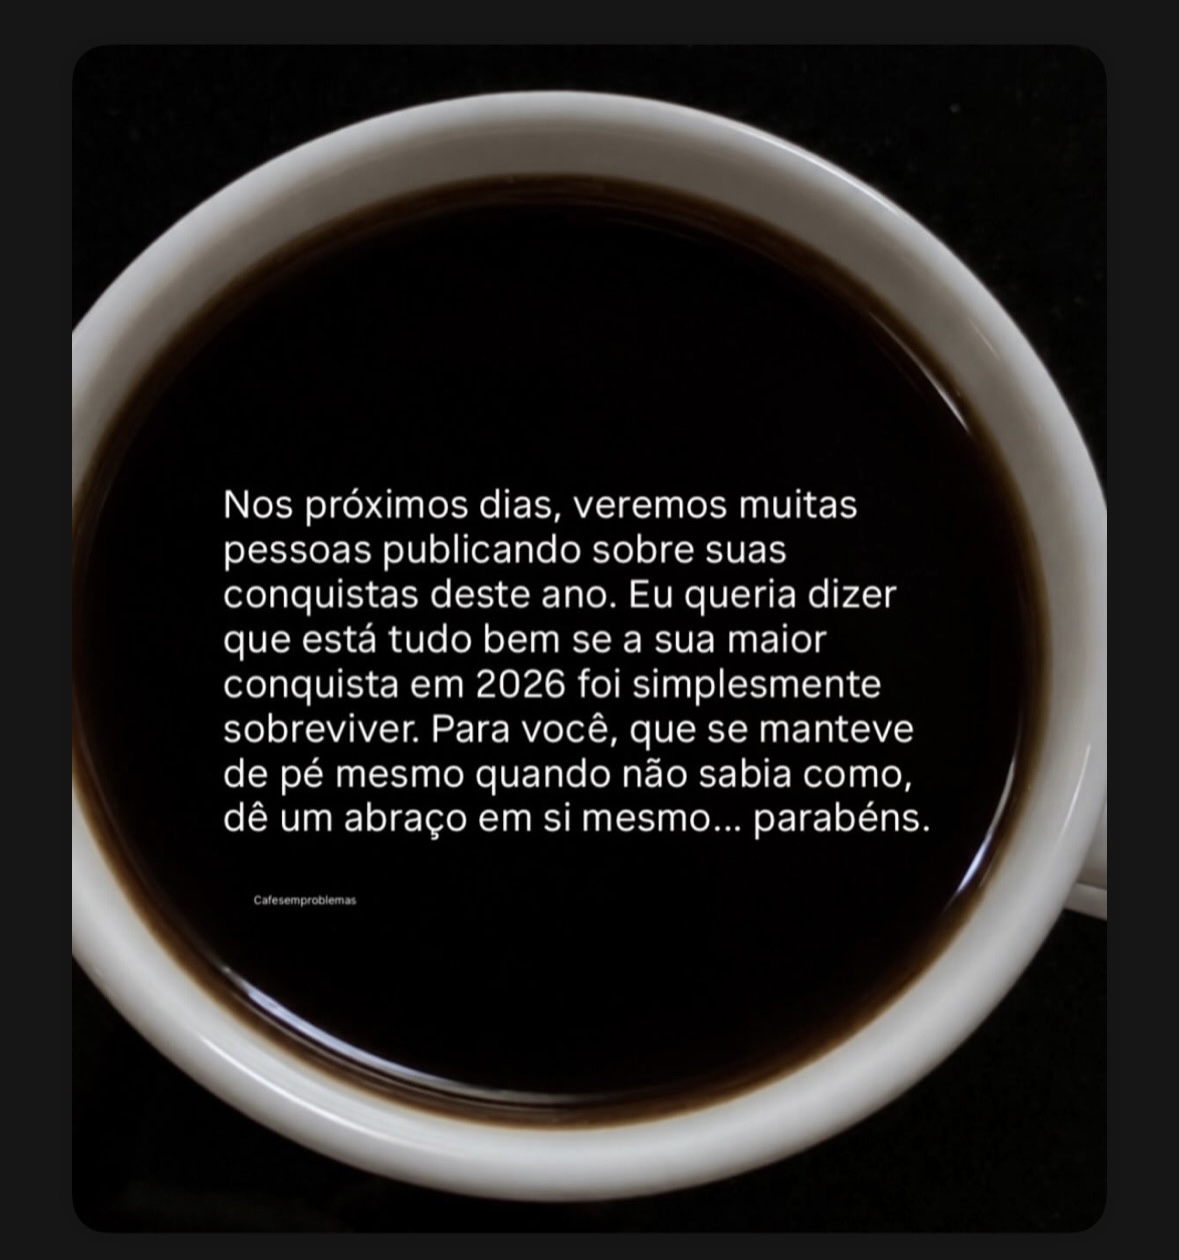 Nos próximos dias, veremos muitas
pessoas publicando sobre suas
conquistas deste ano. Eu queria dizer
que está tudo bem se a sua maior
conquista em 2026 foi simplesmente
sobreviver. Para você, que se manteve
de pé mesmo quando não sabia como,
dê um abraço em si mesmo... parabéns.
Cafesemproblemas